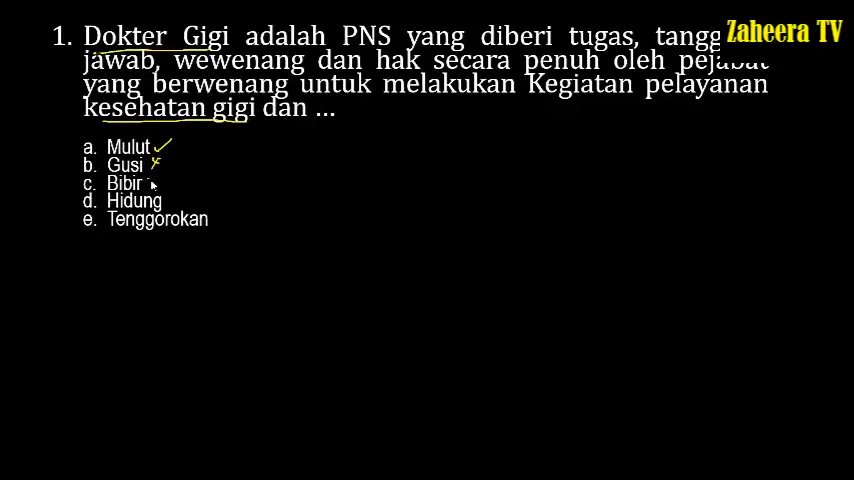 Zaheera TV
1. Dokter Gigi adalah PNS yang diberi tugas, tangg
jawab, wewenang dan hak secara penuh oleh pejabat
yang berwenang untuk melakukan Kegiatan pelayanan
kesehatan gigi dan ...
a. Mulut
b. Gusi
c. Bibir
d. Hidung
e. Tenggorokan